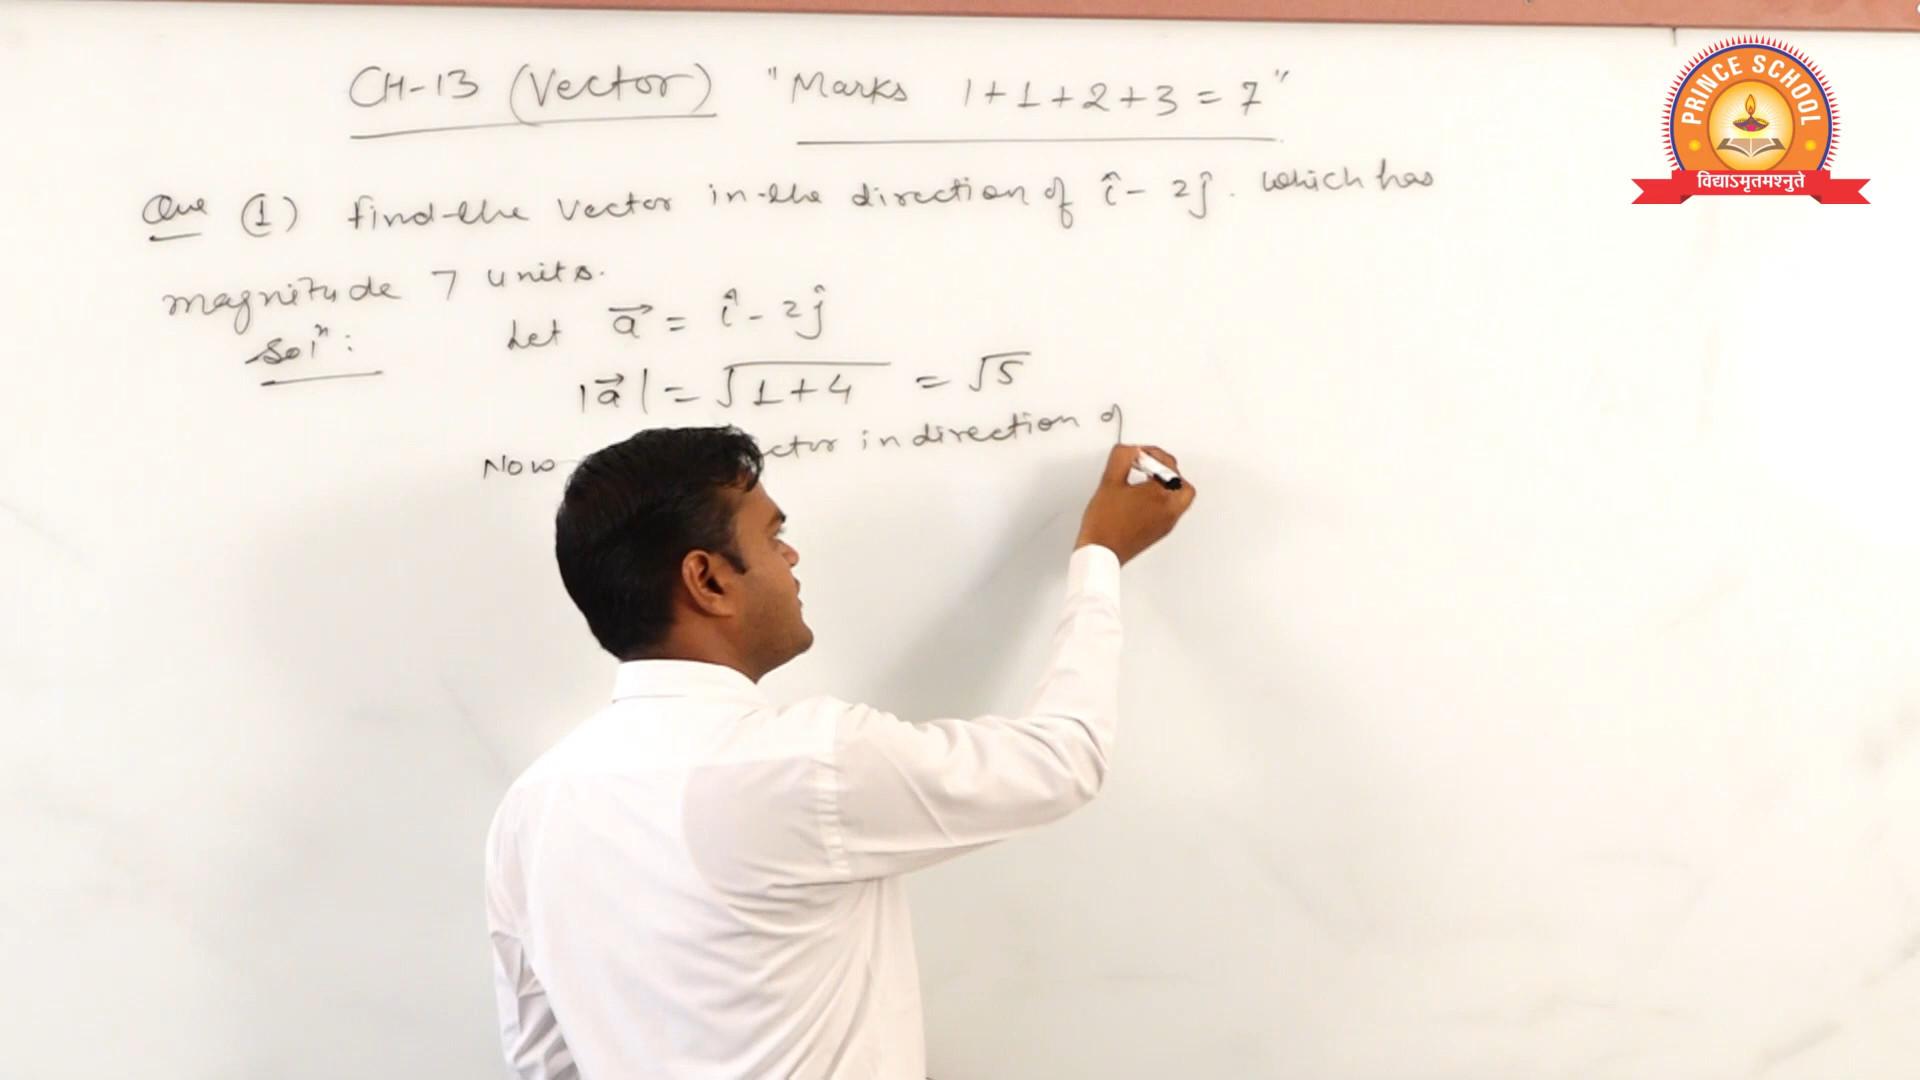 CH-13 (Vector) "Marks 1+1+2+3=7"
Que (1) find the vector in the direction of î - 2ĵ. which has
magnitude 7 units.
Solⁿ: Let a⃗ = î - 2ĵ
|a⃗| = √1+4 = √5
Now in direction of
PRINCE SCHOOL
विद्याऽमृतमश्नुते